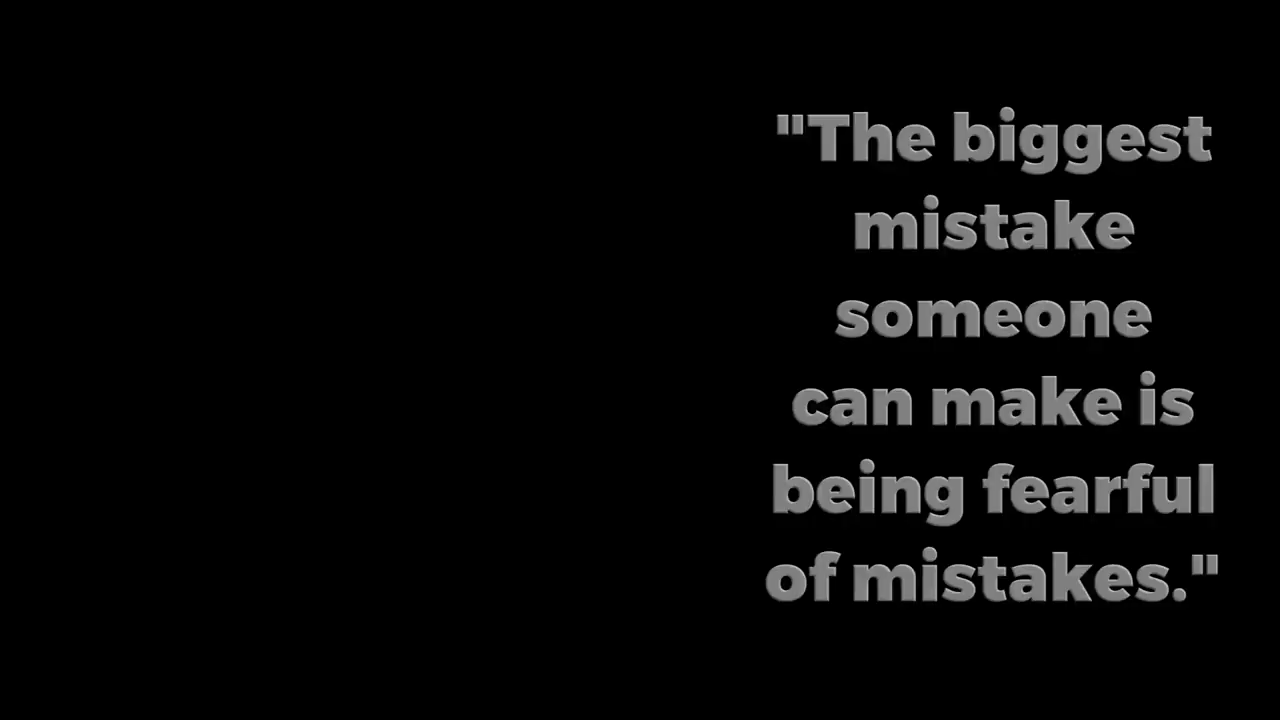 "The biggest
mistake
someone
can make is
being fearful
of mistakes."